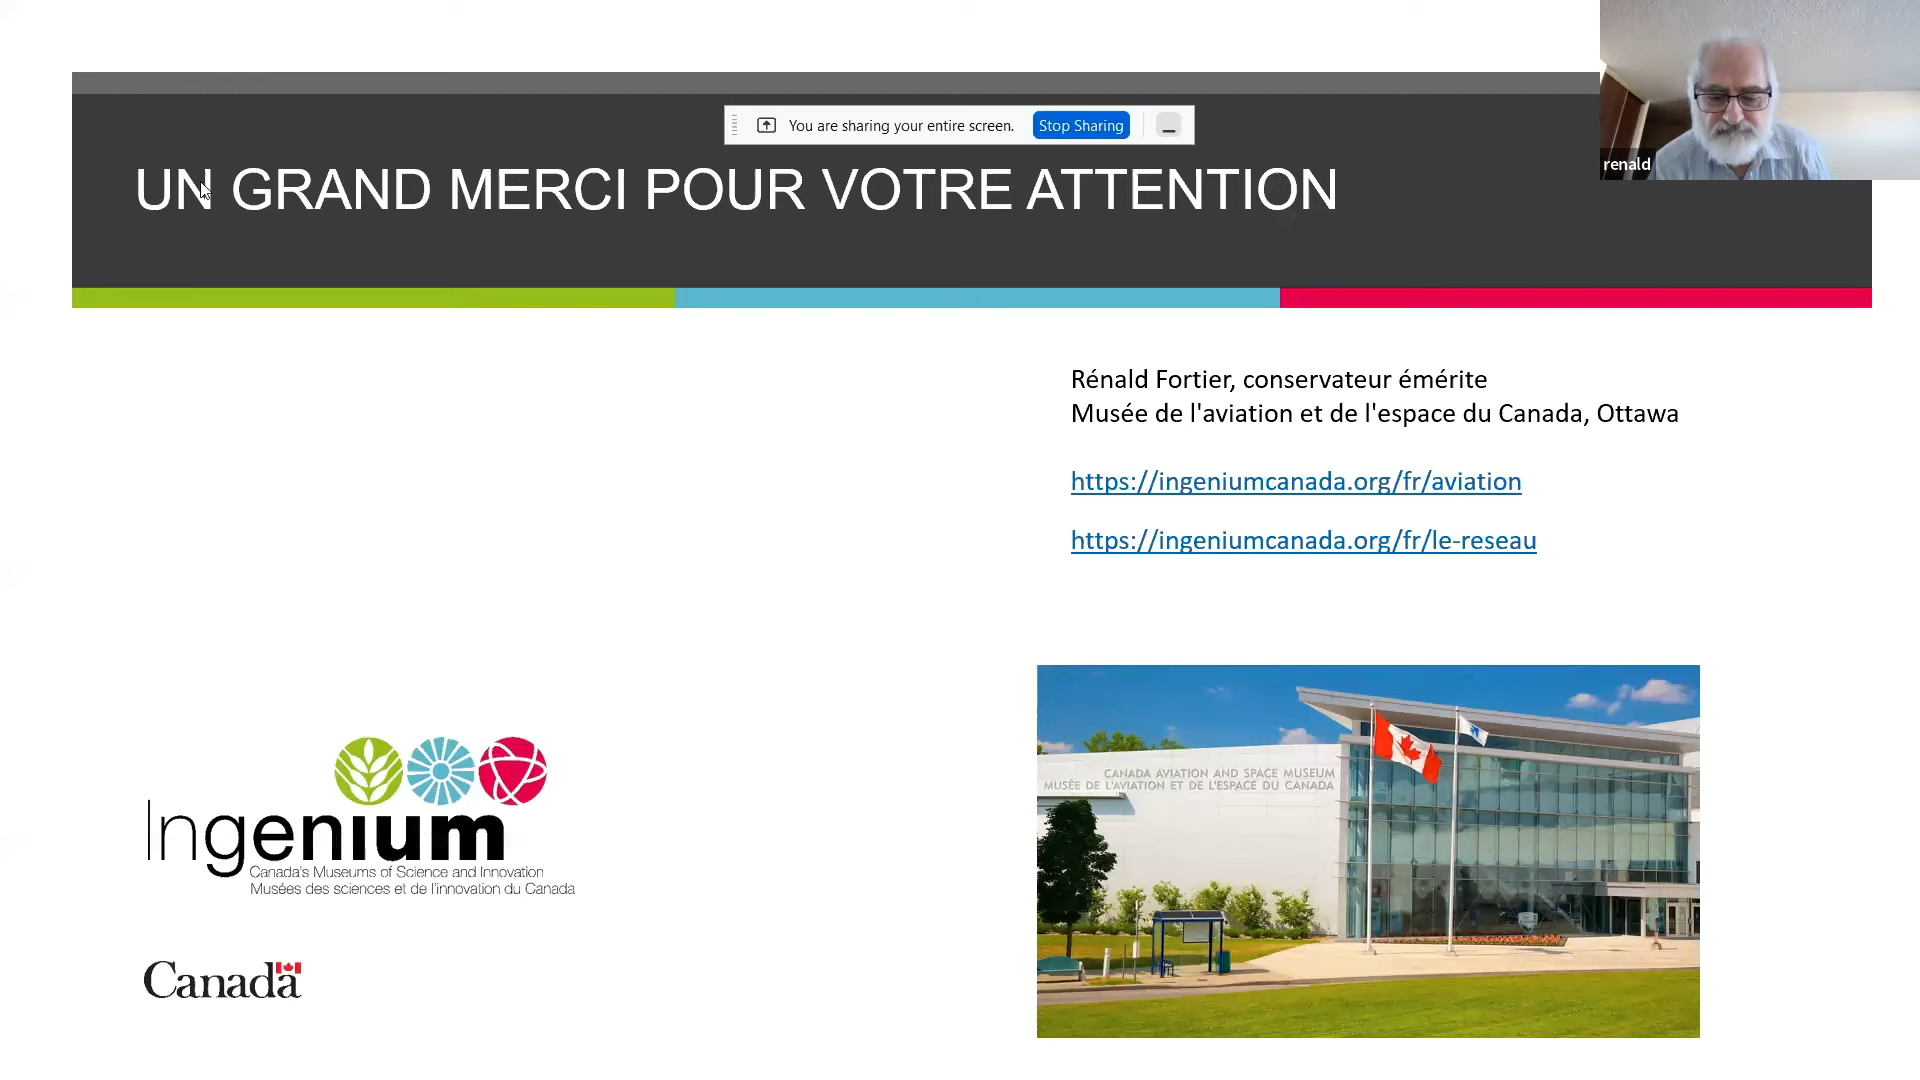 You are sharing your entire screen. Stop Sharing
renald
UN GRAND MERCI POUR VOTRE ATTENTION
Rénald Fortier, conservateur émérite
Musée de l'aviation et de l'espace du Canada, Ottawa
https://ingeniumcanada.org/fr/aviation
https://ingeniumcanada.org/fr/le-reseau
CANADA AVIATION AND SPACE MUSEUM
MUSÉE DE L'AVIATION ET DE L'ESPACE DU CANADA
Ingenium
Canada's Museums of Science and Innovation
Musées des sciences et de l'innovation du Canada
Canada